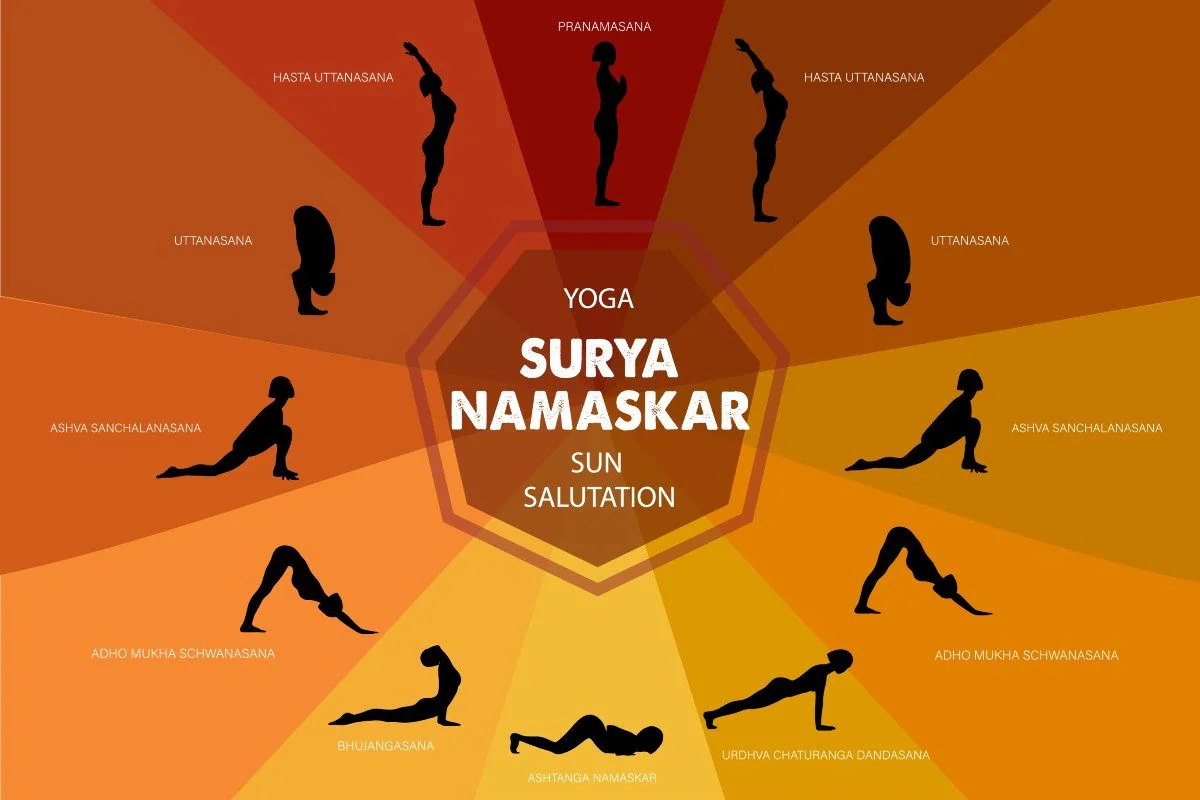 PRANAMASANA
HASTA UTTANASANA
HASTA UTTANASANA
UTTANASANA
UTTANASANA
YOGA
SURYA
NAMASKAR
SUN
SALUTATION
ASHVA SANCHALANASANA
ASHVA SANCHALANASANA
ADHO MUKHA SCHWANASANA
ADHO MUKHA SCHWANASANA
BHUJANGASANA
URDHVA CHATURANGA DANDASANA
ASHTANGA NAMASKAR